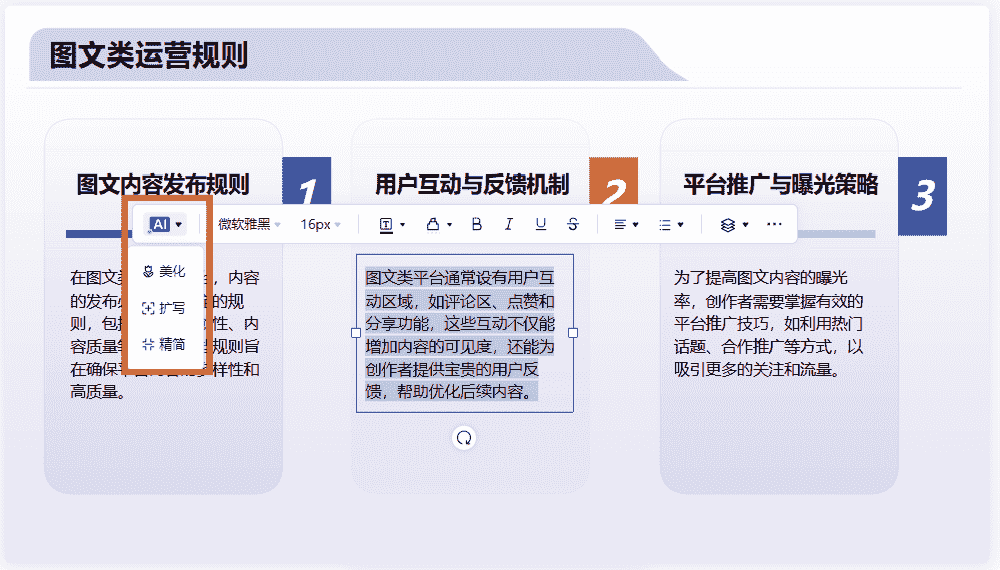 图文类运营规则
图文内容发布规则
1
用户互动与反馈机制
2
平台推广与曝光策略
3
AI
微软雅黑
16px
T
A
B
I
U
S
美化
扩写
精简
在图文
，内容
的发布
的规
则，包
性、内
容质量
规则旨
在确保
性和
高质量。
图文类平台通常设有用户互
动区域，如评论区、点赞和
分享功能，这些互动不仅能
增加内容的可见度，还能为
创作者提供宝贵的用户反
馈，帮助优化后续内容。
为了提高图文内容的曝光
率，创作者需要掌握有效的
平台推广技巧，如利用热门
话题、合作推广等方式，以
吸引更多的关注和流量。